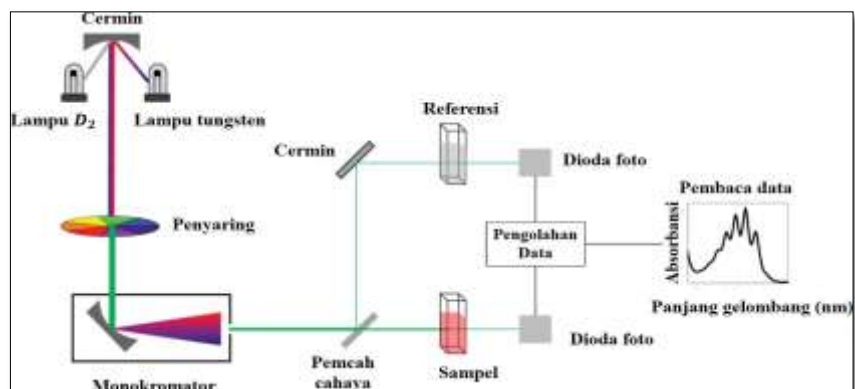 Cermin
Lampu D₂
Lampu tungsten
Penyaring
Monokromator
Cermin
Referensi
Dioda foto
Pengolahan
Data
Pemcah
cahaya
Sampel
Dioda foto
Pembaca data
Absorbansi
Panjang gelombang (nm)